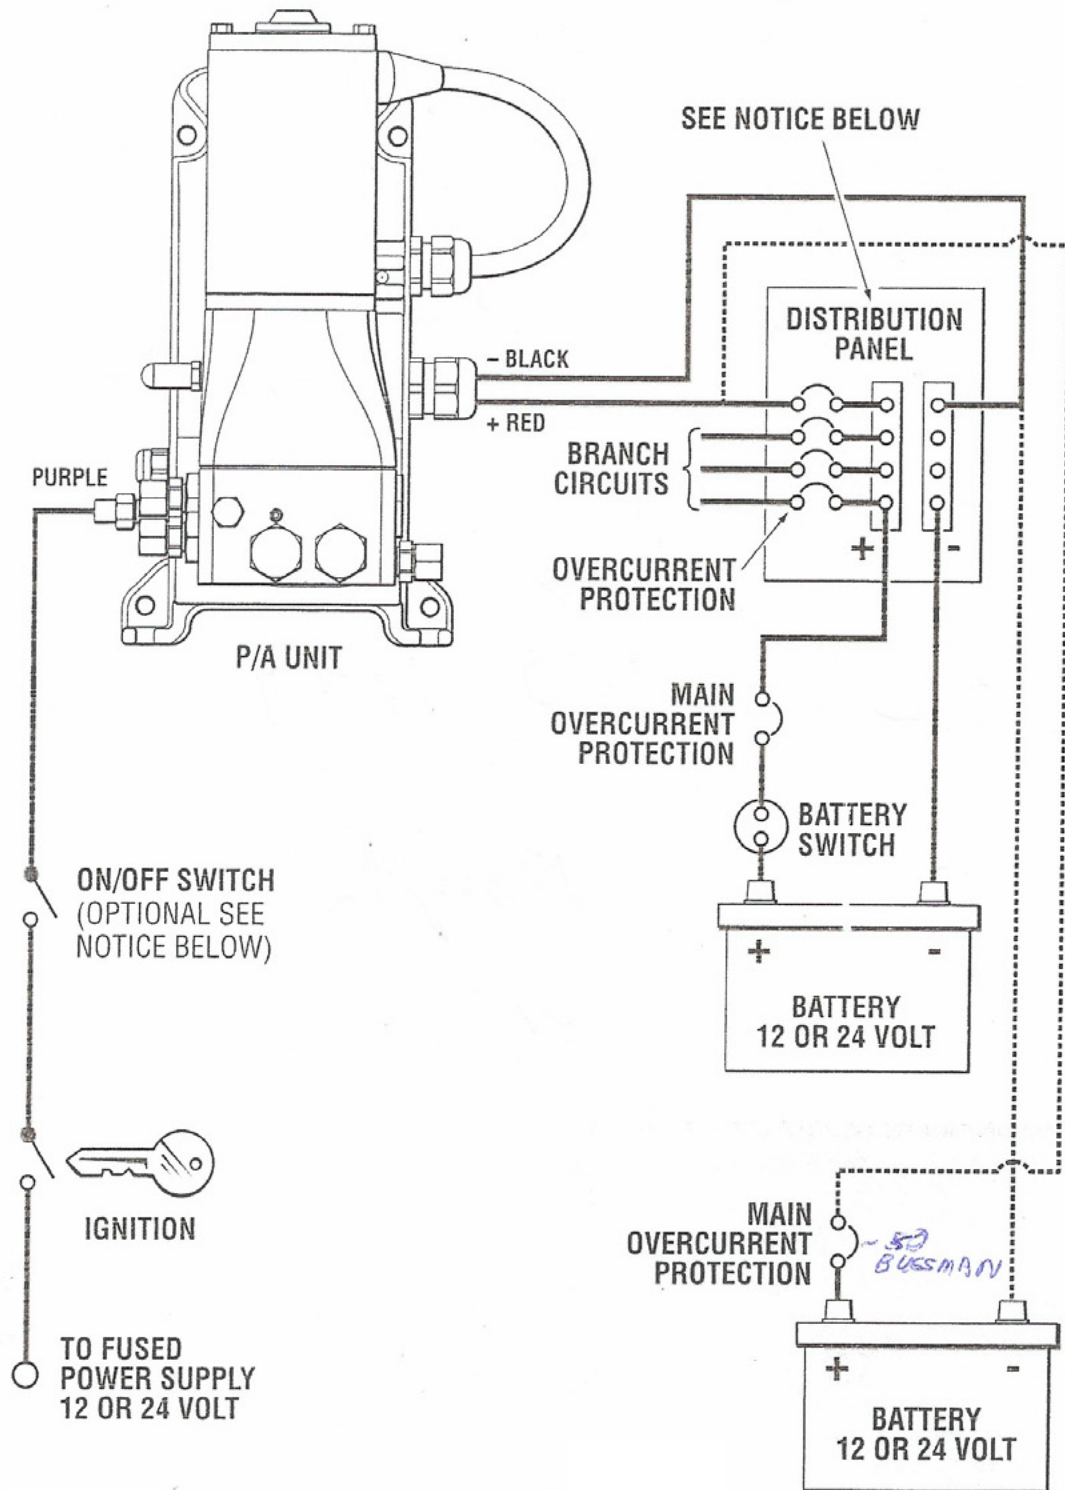 SEE NOTICE BELOW
DISTRIBUTION
PANEL
– BLACK
+ RED
BRANCH
CIRCUITS
PURPLE
+ -
OVERCURRENT
PROTECTION
P/A UNIT
MAIN
OVERCURRENT
PROTECTION
BATTERY
SWITCH
ON/OFF SWITCH
(OPTIONAL SEE
NOTICE BELOW)
+ -
BATTERY
12 OR 24 VOLT
IGNITION
MAIN
OVERCURRENT
PROTECTION
BUSSMAN
TO FUSED
POWER SUPPLY
12 OR 24 VOLT
+ -
BATTERY
12 OR 24 VOLT